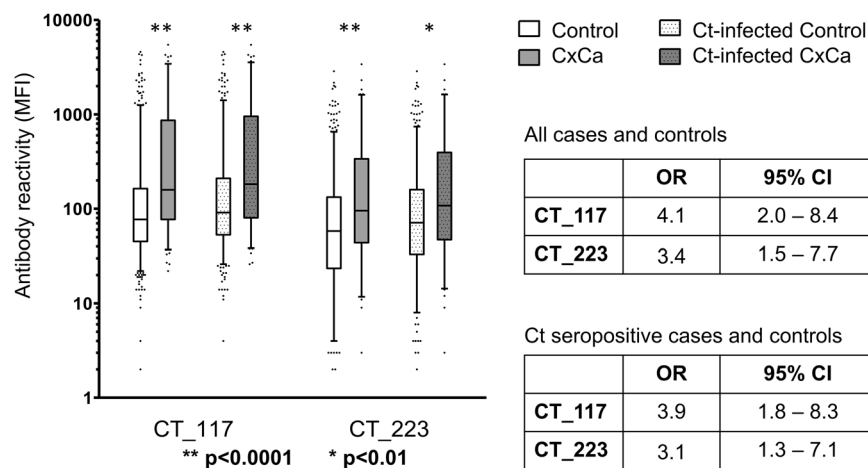 10000
1000
100
10
1
Antibody reactivity (MFI)
** ** ** *
CT_117 CT_223
** p<0.0001 * p<0.01
Control Ct-infected Control
CxCa Ct-infected CxCa
All cases and controls
OR 95% CI
CT_117 4.1 2.0 – 8.4
CT_223 3.4 1.5 – 7.7
Ct seropositive cases and controls
OR 95% CI
CT_117 3.9 1.8 – 8.3
CT_223 3.1 1.3 – 7.1